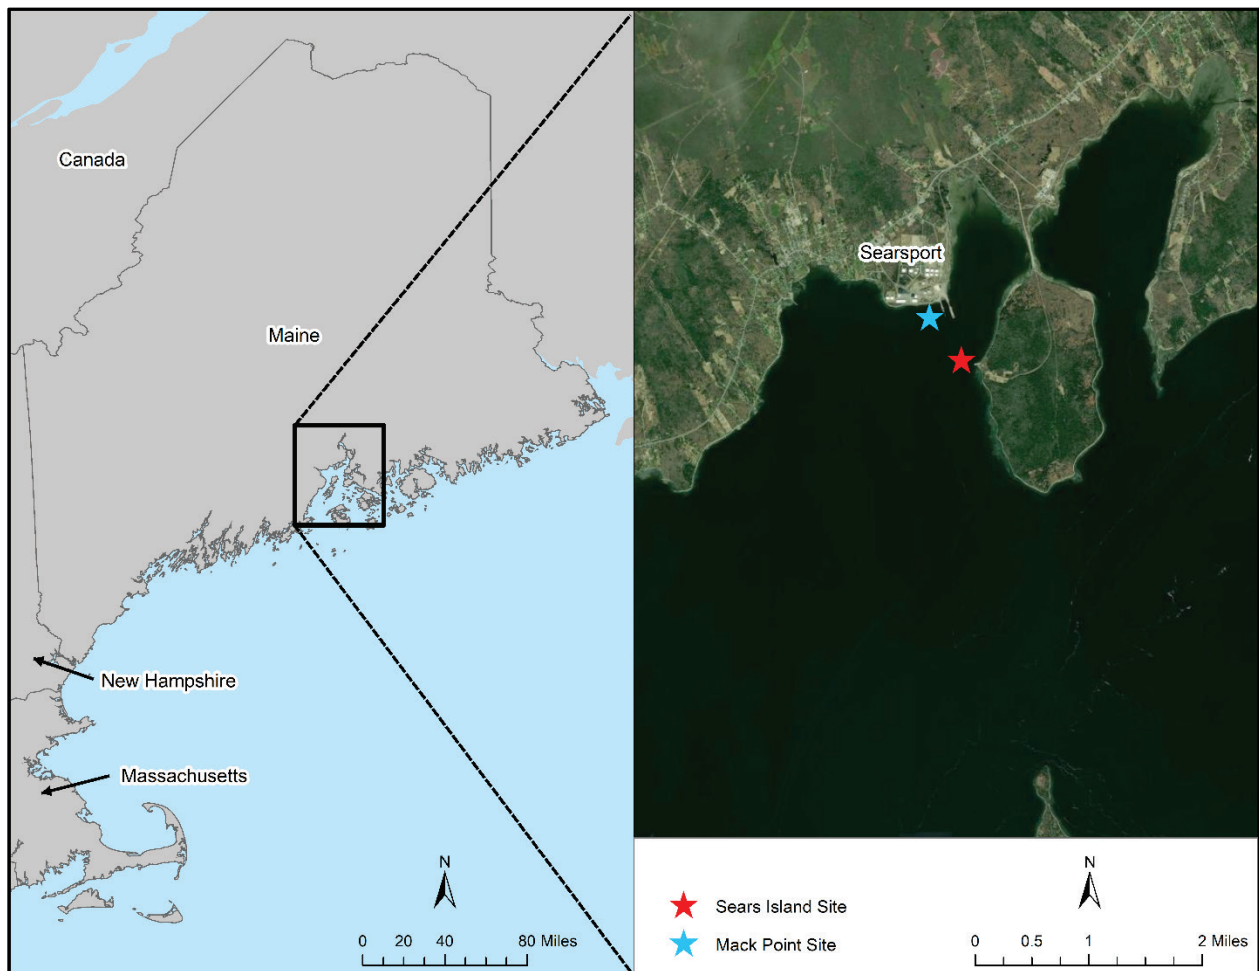 Canada
Maine
New Hampshire
Massachusetts
N
0 20 40 80 Miles
Searsport
Sears Island Site
Mack Point Site
N
0 0.5 1 2 Miles